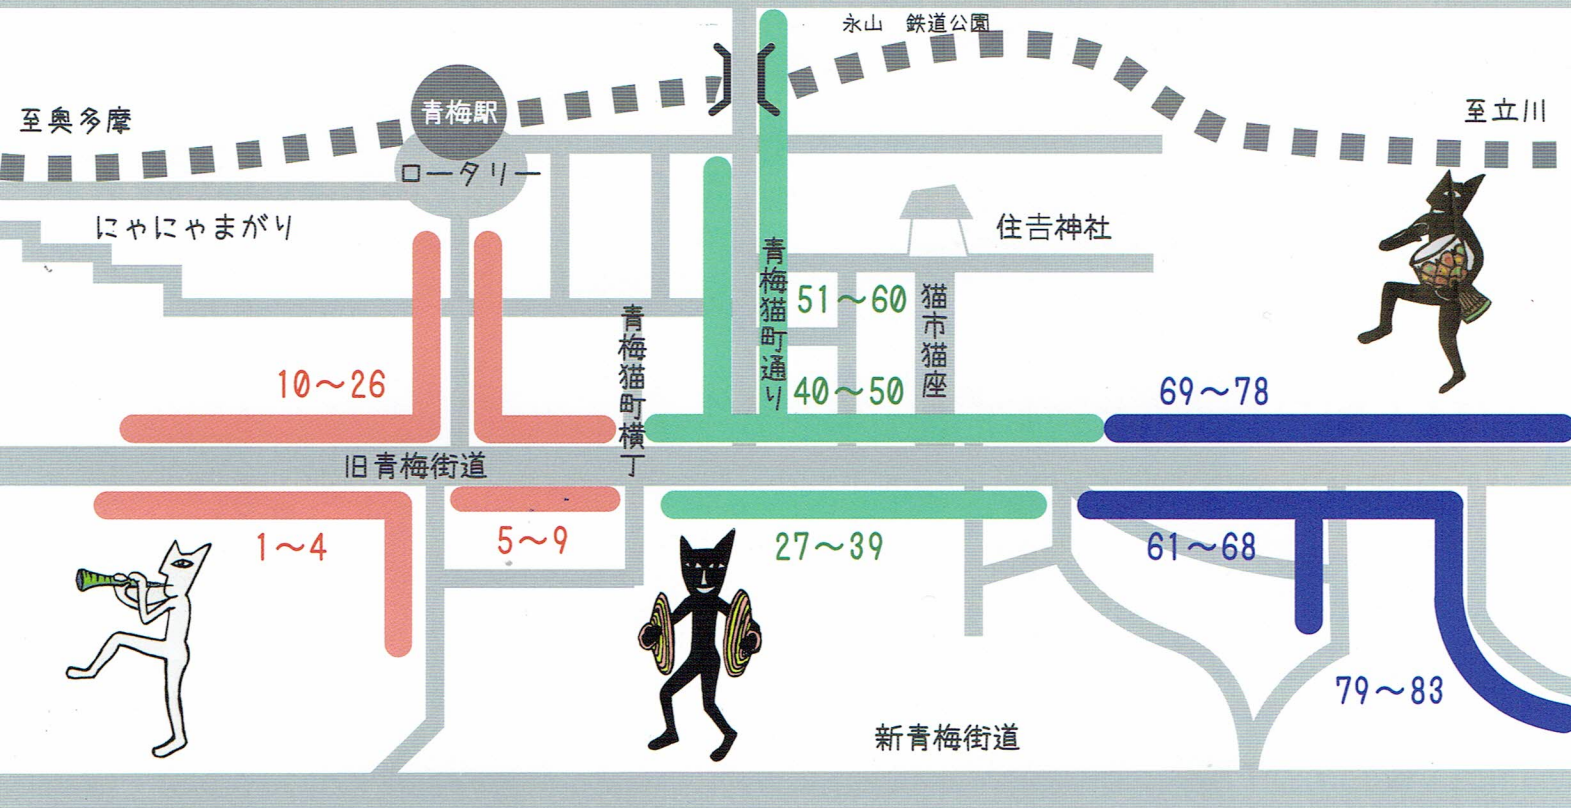 永山　鉄道公園
至奥多摩
青梅駅
至立川
ロータリー
にゃにゃまがり
住吉神社
青梅猫町通り
51～60
猫市猫座
青梅猫町横丁
10～26
40～50
69～78
旧青梅街道
1～4
5～9
27～39
61～68
79～83
新青梅街道